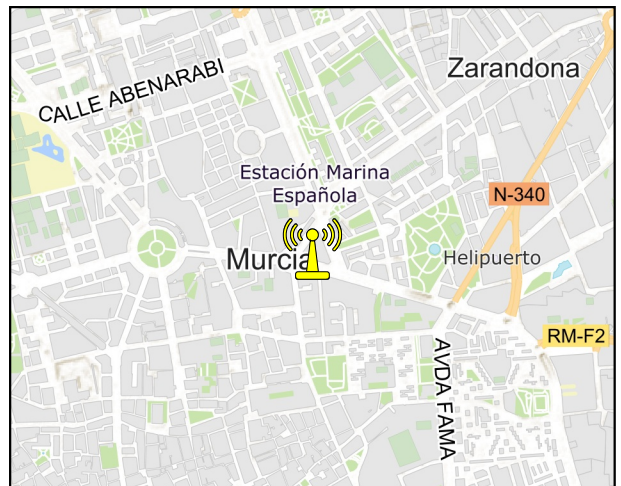 Zarandona
CALLE ABENARABI
Estación Marina
Española
N-340
Murcia
Helipuerto
RM-F2
AVDA FAMA